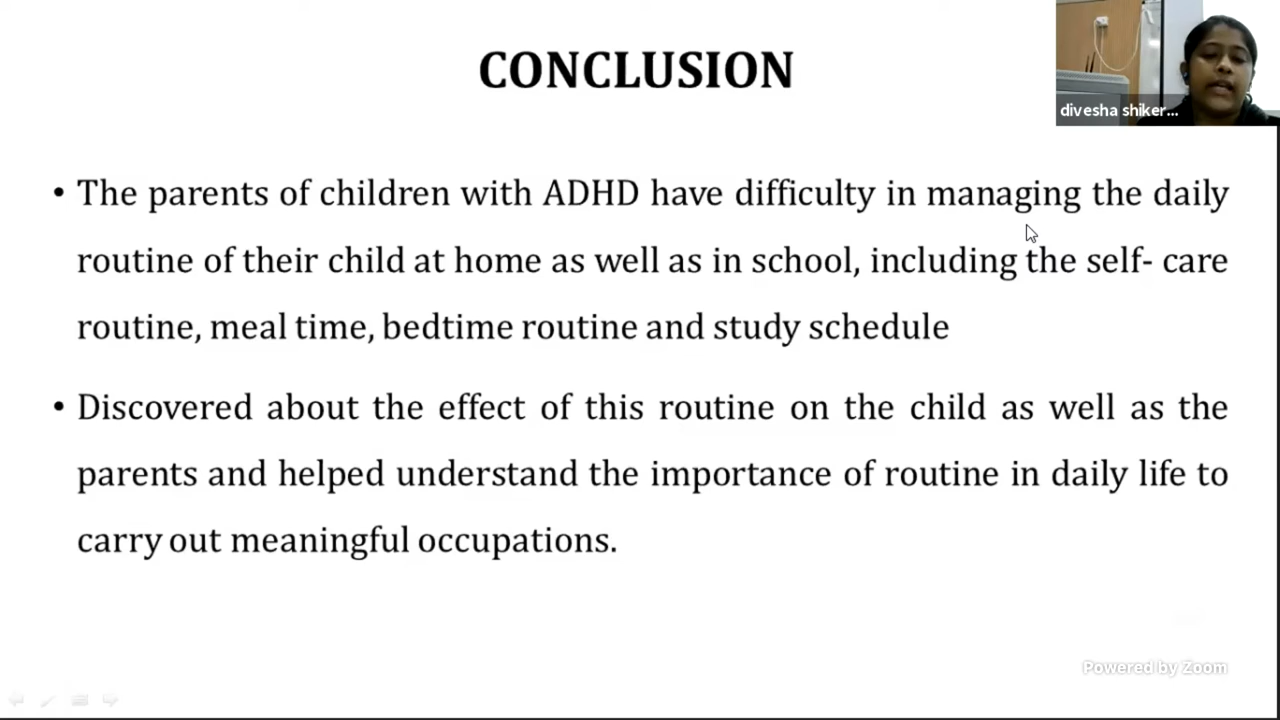 CONCLUSION
divesha shiker...
• The parents of children with ADHD have difficulty in managing the daily
routine of their child at home as well as in school, including the self- care
routine, meal time, bedtime routine and study schedule
• Discovered about the effect of this routine on the child as well as the
parents and helped understand the importance of routine in daily life to
carry out meaningful occupations.
Powered by Zoom